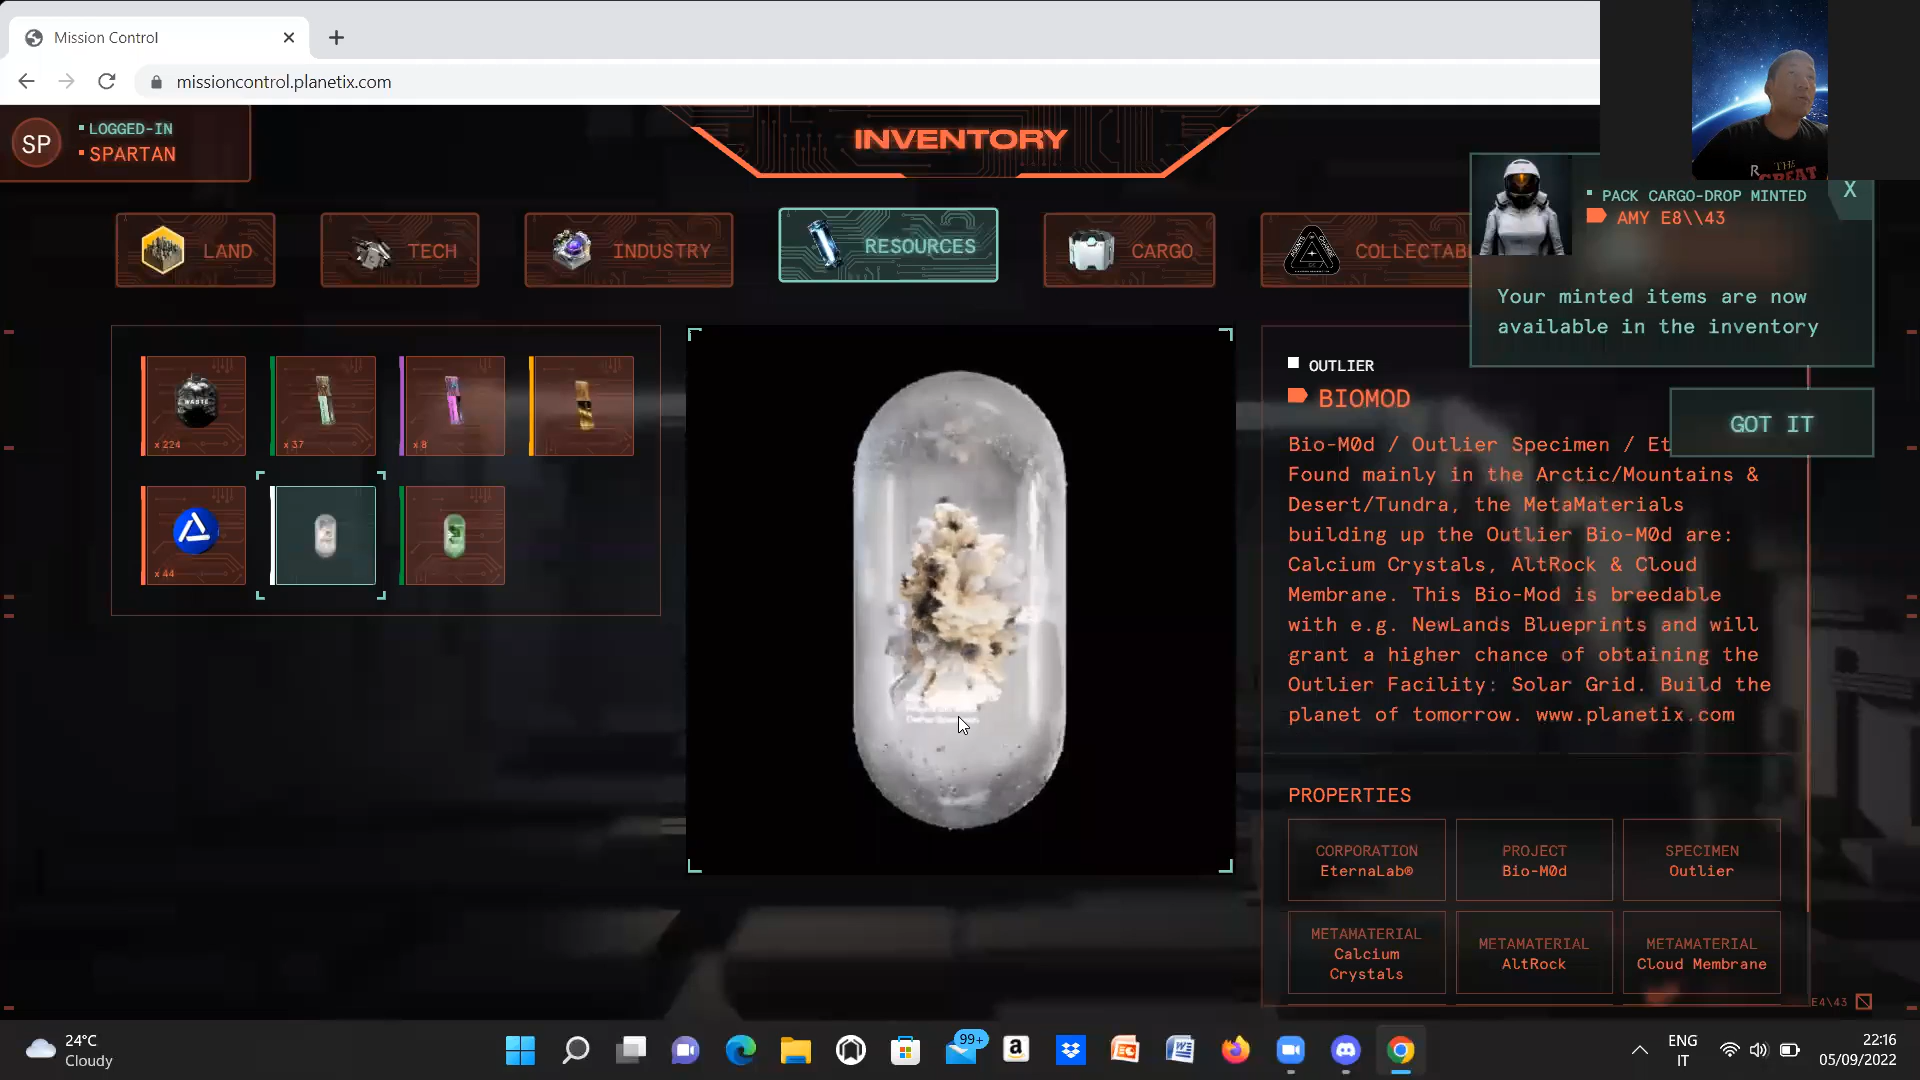 Mission Control
missioncontrol.planetix.com
SP
LOGGED-IN
SPARTAN
INVENTORY
PACK CARGO-DROP MINTED
X
AMY E8\\43
Your minted items are now
available in the inventory
GOT IT
LAND
TECH
INDUSTRY
RESOURCES
CARGO
COLLECTABL
WASTE
x 224
x 37
x 8
x 44
OUTLIER
BIOMOD
Bio-M0d / Outlier Specimen / Et
Found mainly in the Arctic/Mountains &
Desert/Tundra, the MetaMaterials
building up the Outlier Bio-M0d are:
Calcium Crystals, AltRock & Cloud
Membrane. This Bio-Mod is breedable
with e.g. NewLands Blueprints and will
grant a higher chance of obtaining the
Outlier Facility: Solar Grid. Build the
planet of tomorrow. www.planetix.com
PROPERTIES
CORPORATION
EternaLab®
PROJECT
Bio-M0d
SPECIMEN
Outlier
METAMATERIAL
Calcium
Crystals
METAMATERIAL
AltRock
METAMATERIAL
Cloud Membrane
E4\43
THE
GREAT
24°C
Cloudy
99+
ENG
IT
22:16
05/09/2022